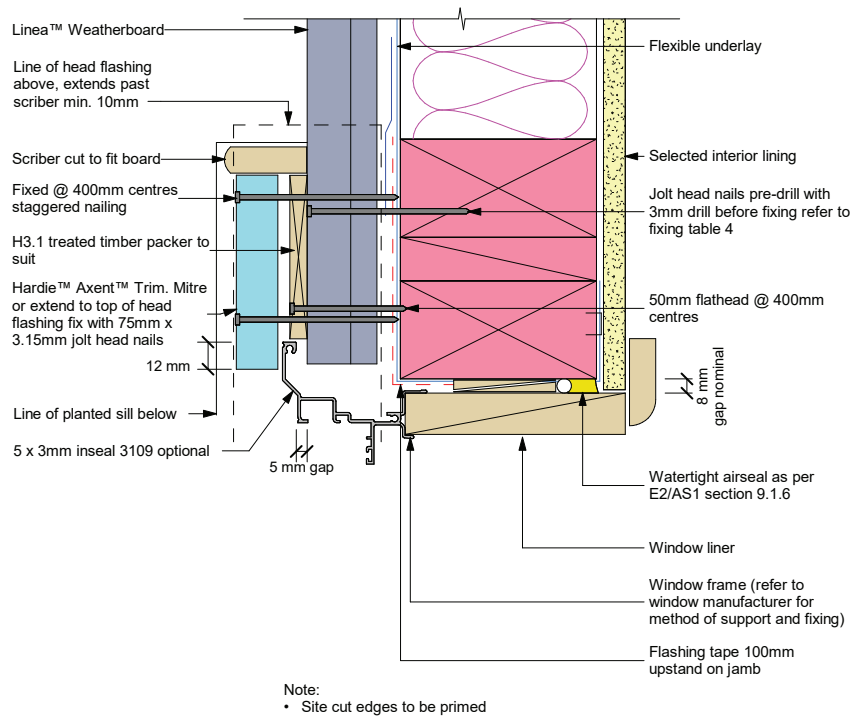 Linea™ Weatherboard
Line of head flashing
above, extends past
scriber min. 10mm
Scriber cut to fit board
Fixed @ 400mm centres
staggered nailing
H3.1 treated timber packer to
suit
Hardie™ Axent™ Trim. Mitre
or extend to top of head
flashing fix with 75mm x
3.15mm jolt head nails
12 mm
Line of planted sill below
5 x 3mm inseal 3109 optional
5 mm gap
Flexible underlay
Selected interior lining
Jolt head nails pre-drill with
3mm drill before fixing refer to
fixing table 4
50mm flathead @ 400mm
centres
8 mm
gap nominal
Watertight airseal as per
E2/AS1 section 9.1.6
Window liner
Window frame (refer to
window manufacturer for
method of support and fixing)
Flashing tape 100mm
upstand on jamb
Note:
• Site cut edges to be primed